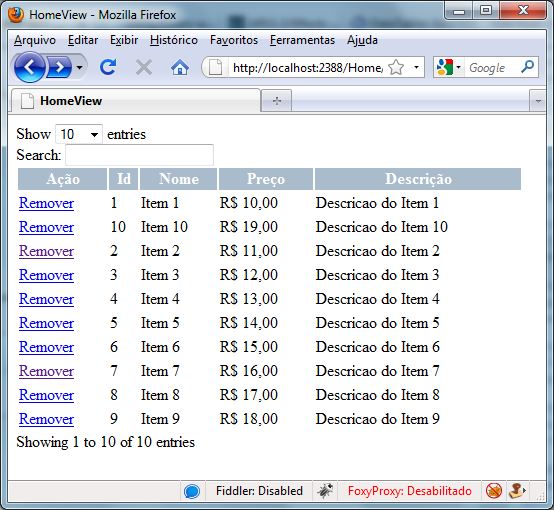 HomeView - Mozilla Firefox
Arquivo Editar Exibir Histórico Favoritos Ferramentas Ajuda
http://localhost:2388/Home, Google
HomeView
Show 10 entries
Search:
Ação Id Nome Preço Descrição
Remover 1 Item 1 R$ 10,00 Descricao do Item 1
Remover 10 Item 10 R$ 19,00 Descricao do Item 10
Remover 2 Item 2 R$ 11,00 Descricao do Item 2
Remover 3 Item 3 R$ 12,00 Descricao do Item 3
Remover 4 Item 4 R$ 13,00 Descricao do Item 4
Remover 5 Item 5 R$ 14,00 Descricao do Item 5
Remover 6 Item 6 R$ 15,00 Descricao do Item 6
Remover 7 Item 7 R$ 16,00 Descricao do Item 7
Remover 8 Item 8 R$ 17,00 Descricao do Item 8
Remover 9 Item 9 R$ 18,00 Descricao do Item 9
Showing 1 to 10 of 10 entries
Fiddler: Disabled FoxyProxy: Desabilitado